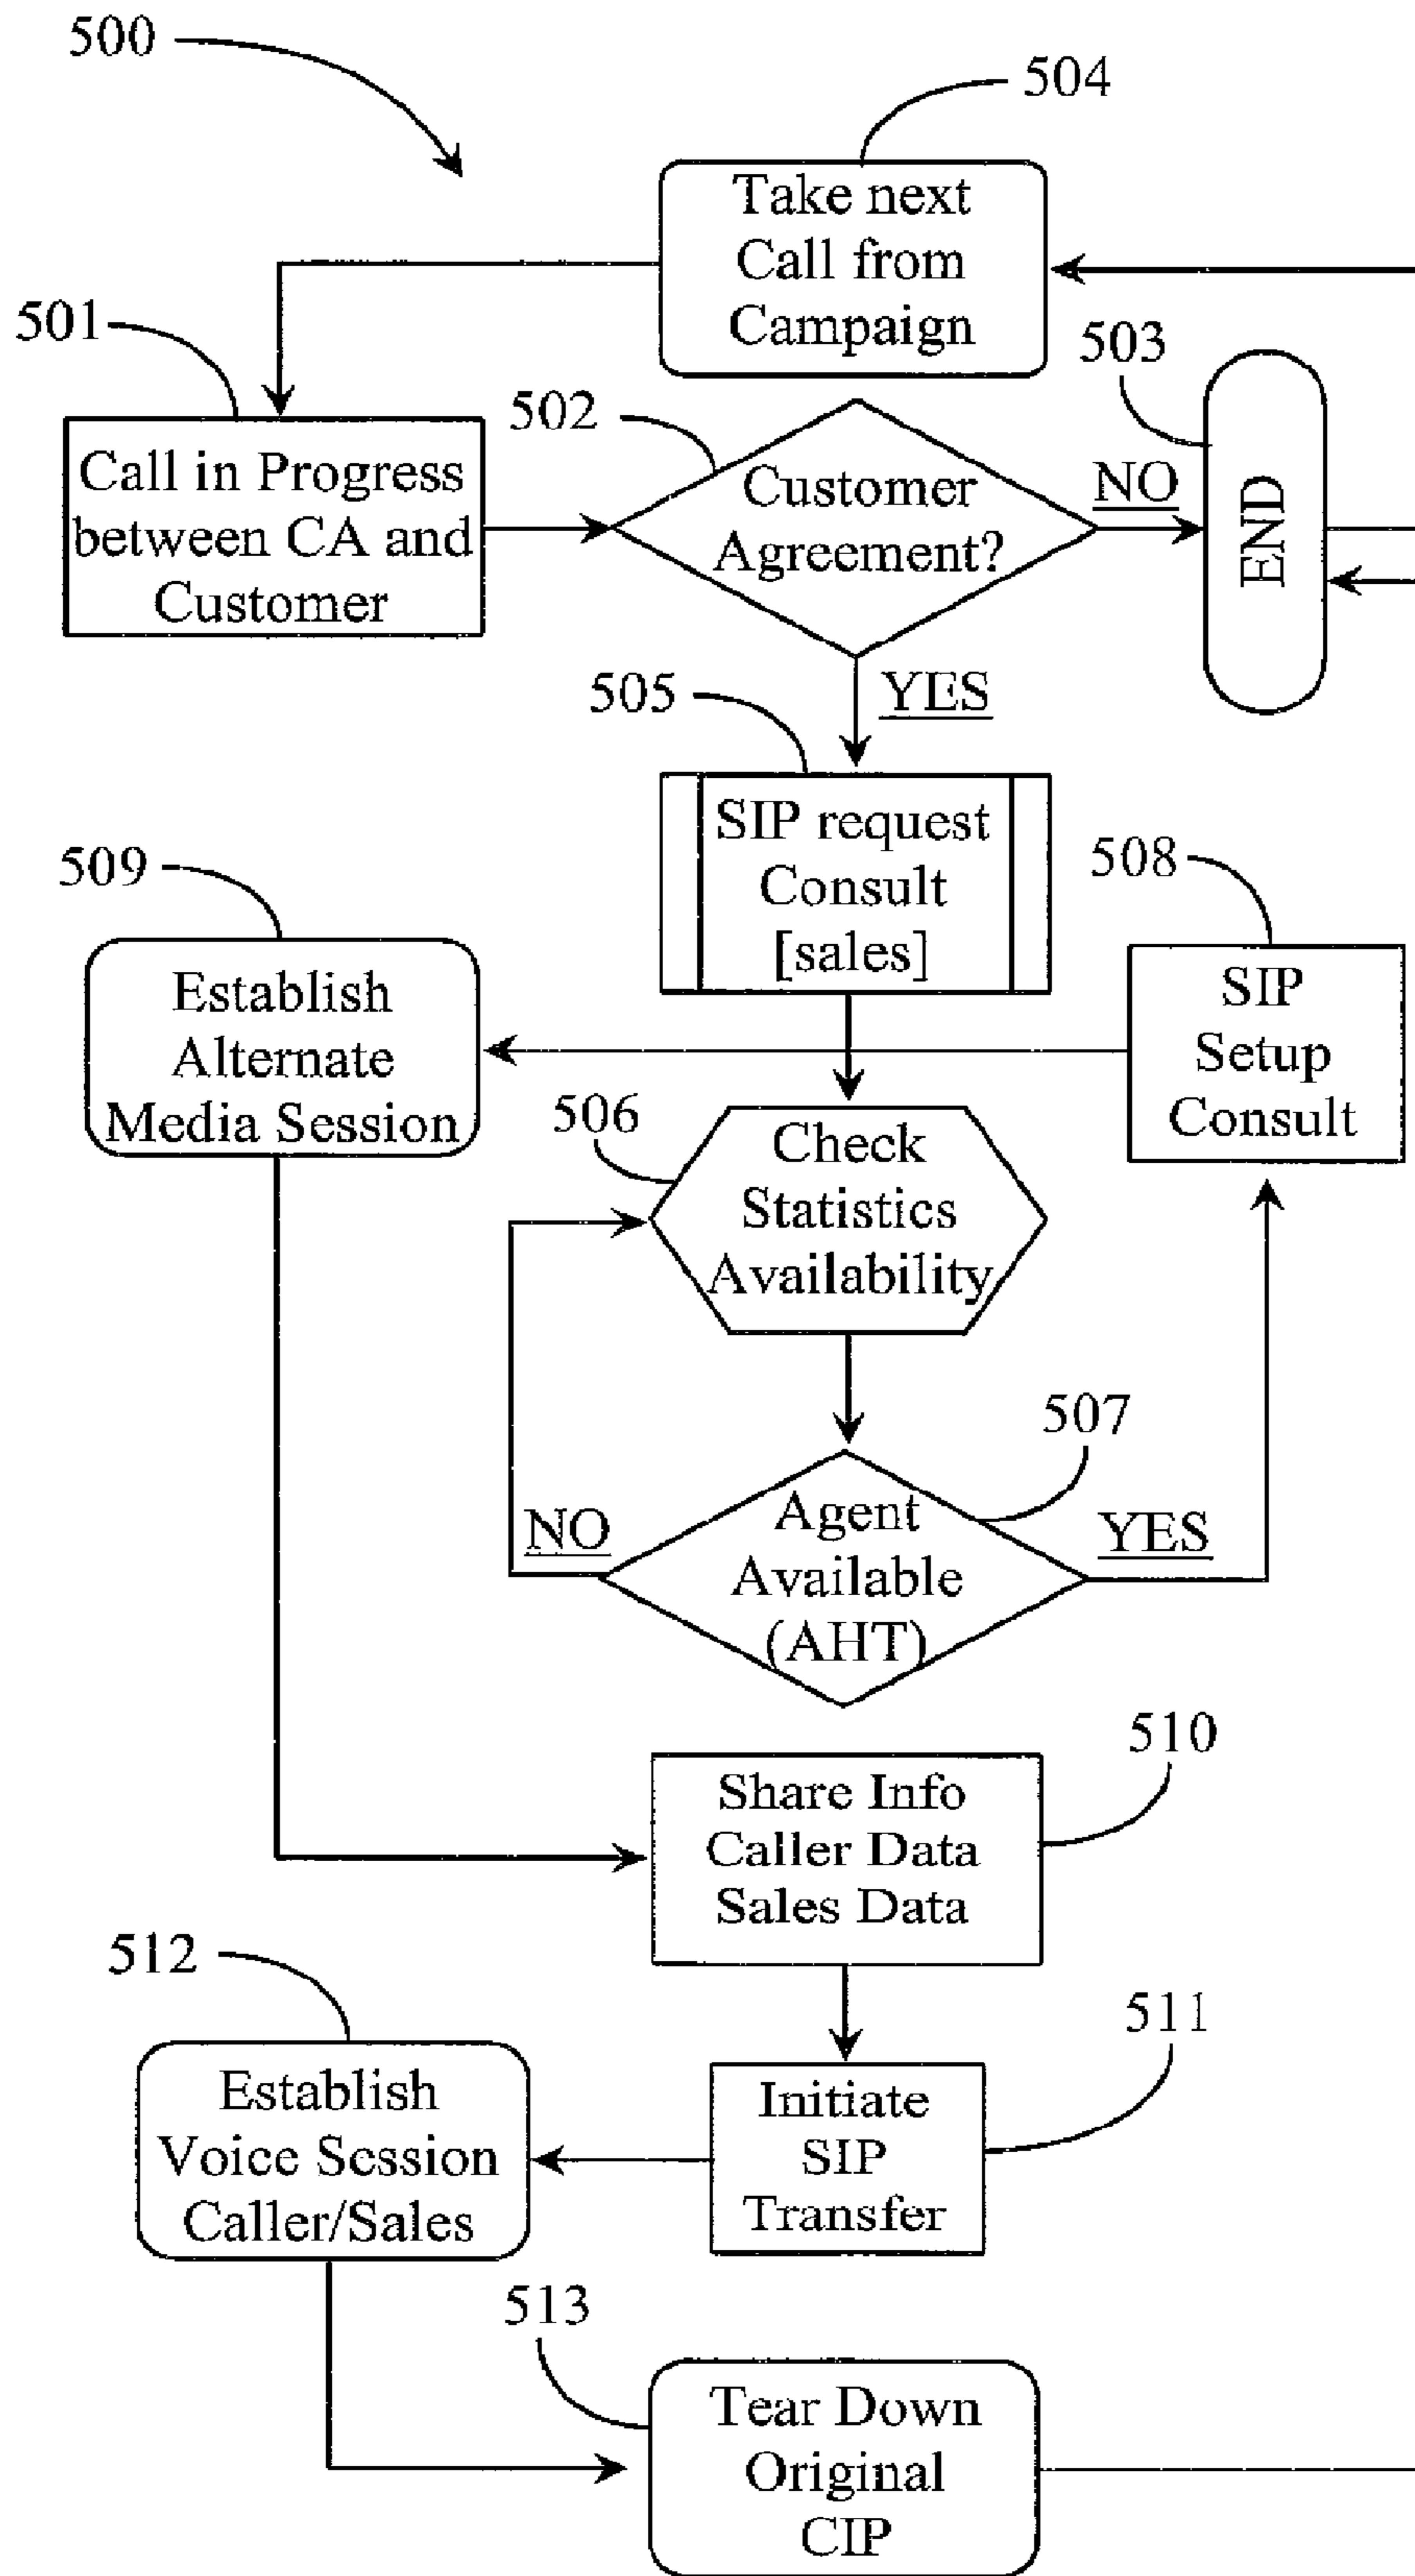 500
504
Take next
Call from
Campaign
501
503
502
Call in Progress
between CA and
Customer
Customer
Agreement?
NO
END
505
YES
SIP request
Consult
[sales]
509
508
Establish
Alternate
Media Session
SIP
Setup
Consult
506
Check
Statistics
Availability
507
NO
Agent
Available
(AHT)
YES
510
Share Info
Caller Data
Sales Data
512
511
Establish
Voice Session
Caller/Sales
Initiate
SIP
Transfer
513
Tear Down
Original
CIP